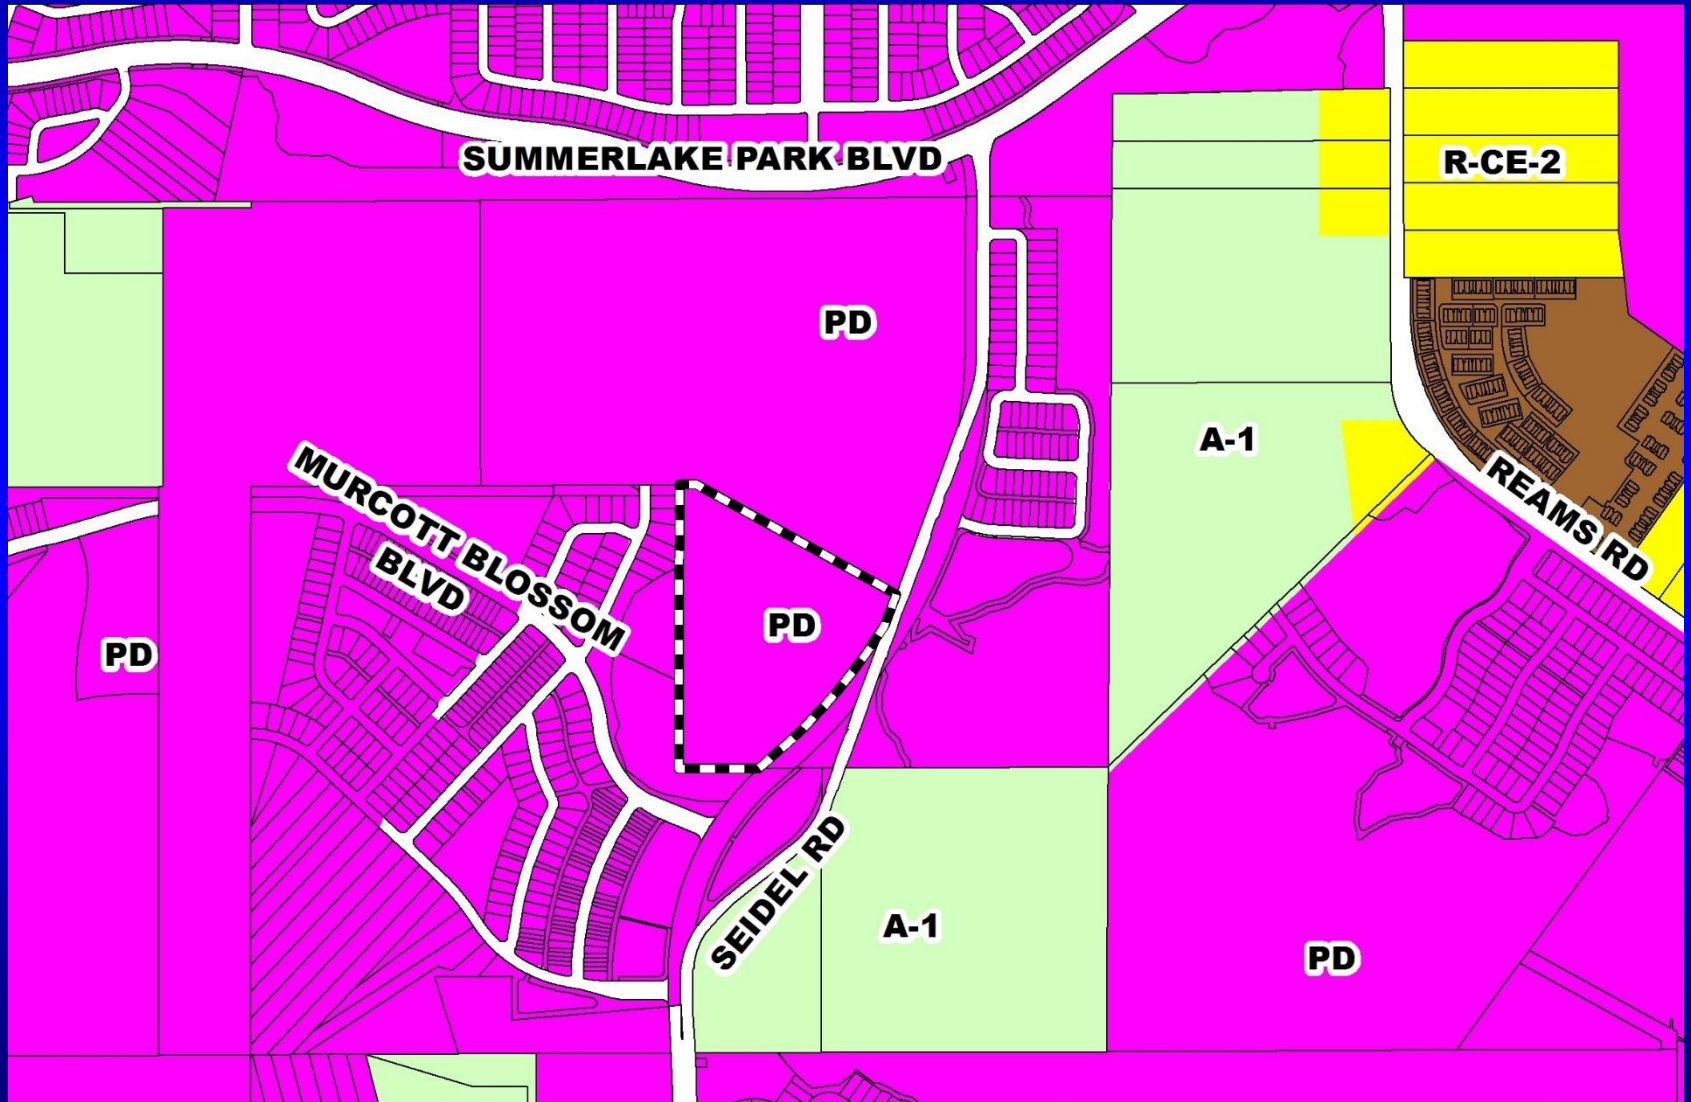 SUMMERLAKE PARK BLVD
R-CE-2
PD
A-1
MURCOTT BLOSSOM
BLVD
REAMS RD
PD
PD
SEIDEL RD
A-1
PD